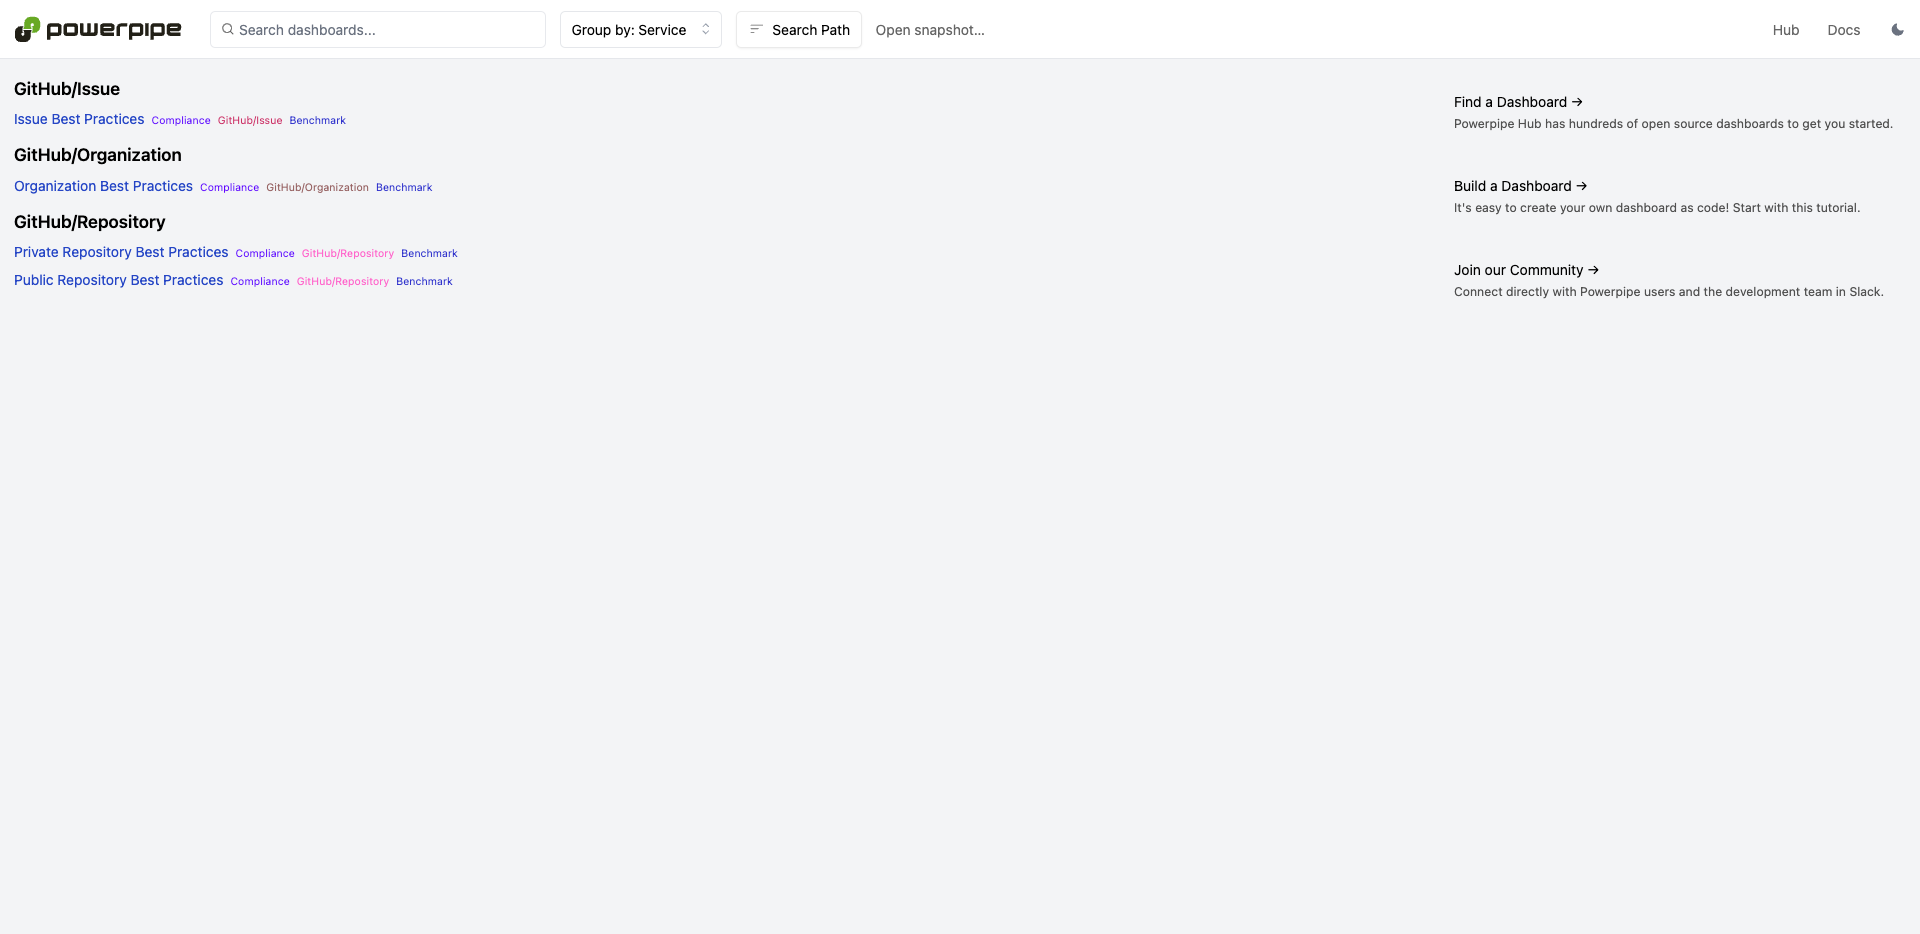 powerpipe
Search dashboards...
Group by: Service
Search Path
Open snapshot...
Hub
Docs
GitHub/Issue
Issue Best Practices Compliance GitHub/Issue Benchmark
GitHub/Organization
Organization Best Practices Compliance GitHub/Organization Benchmark
GitHub/Repository
Private Repository Best Practices Compliance GitHub/Repository Benchmark
Public Repository Best Practices Compliance GitHub/Repository Benchmark
Find a Dashboard →
Powerpipe Hub has hundreds of open source dashboards to get you started.
Build a Dashboard →
It's easy to create your own dashboard as code! Start with this tutorial.
Join our Community →
Connect directly with Powerpipe users and the development team in Slack.